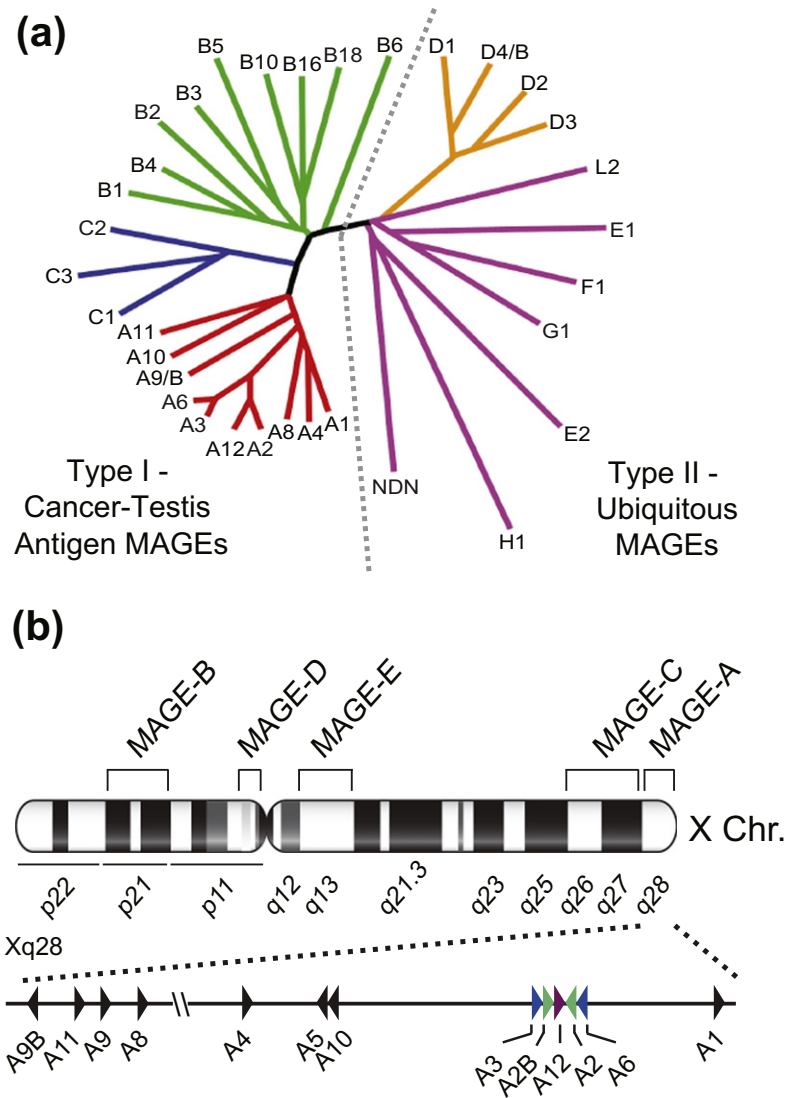 (a)
B5
B10
B16
B18
B6
D1
D4/B
D2
D3
B3
B2
B4
B1
L2
C2
E1
C3
F1
C1
G1
A11
A10
A9/B
A6
A3
A12
A2
A8
A4
A1
E2
NDN
H1
Type I -
Cancer-Testis
Antigen MAGEs
Type II -
Ubiquitous
MAGEs
(b)
MAGE-B
MAGE-D
MAGE-E
MAGE-C
MAGE-A
X Chr.
p22
p21
p11
q12
q13
q21.3
q23
q25
q26
q27
q28
Xq28
A9B
A11
A9
A8
A4
A5
A10
A3
A2B
A12
A2
A6
A1